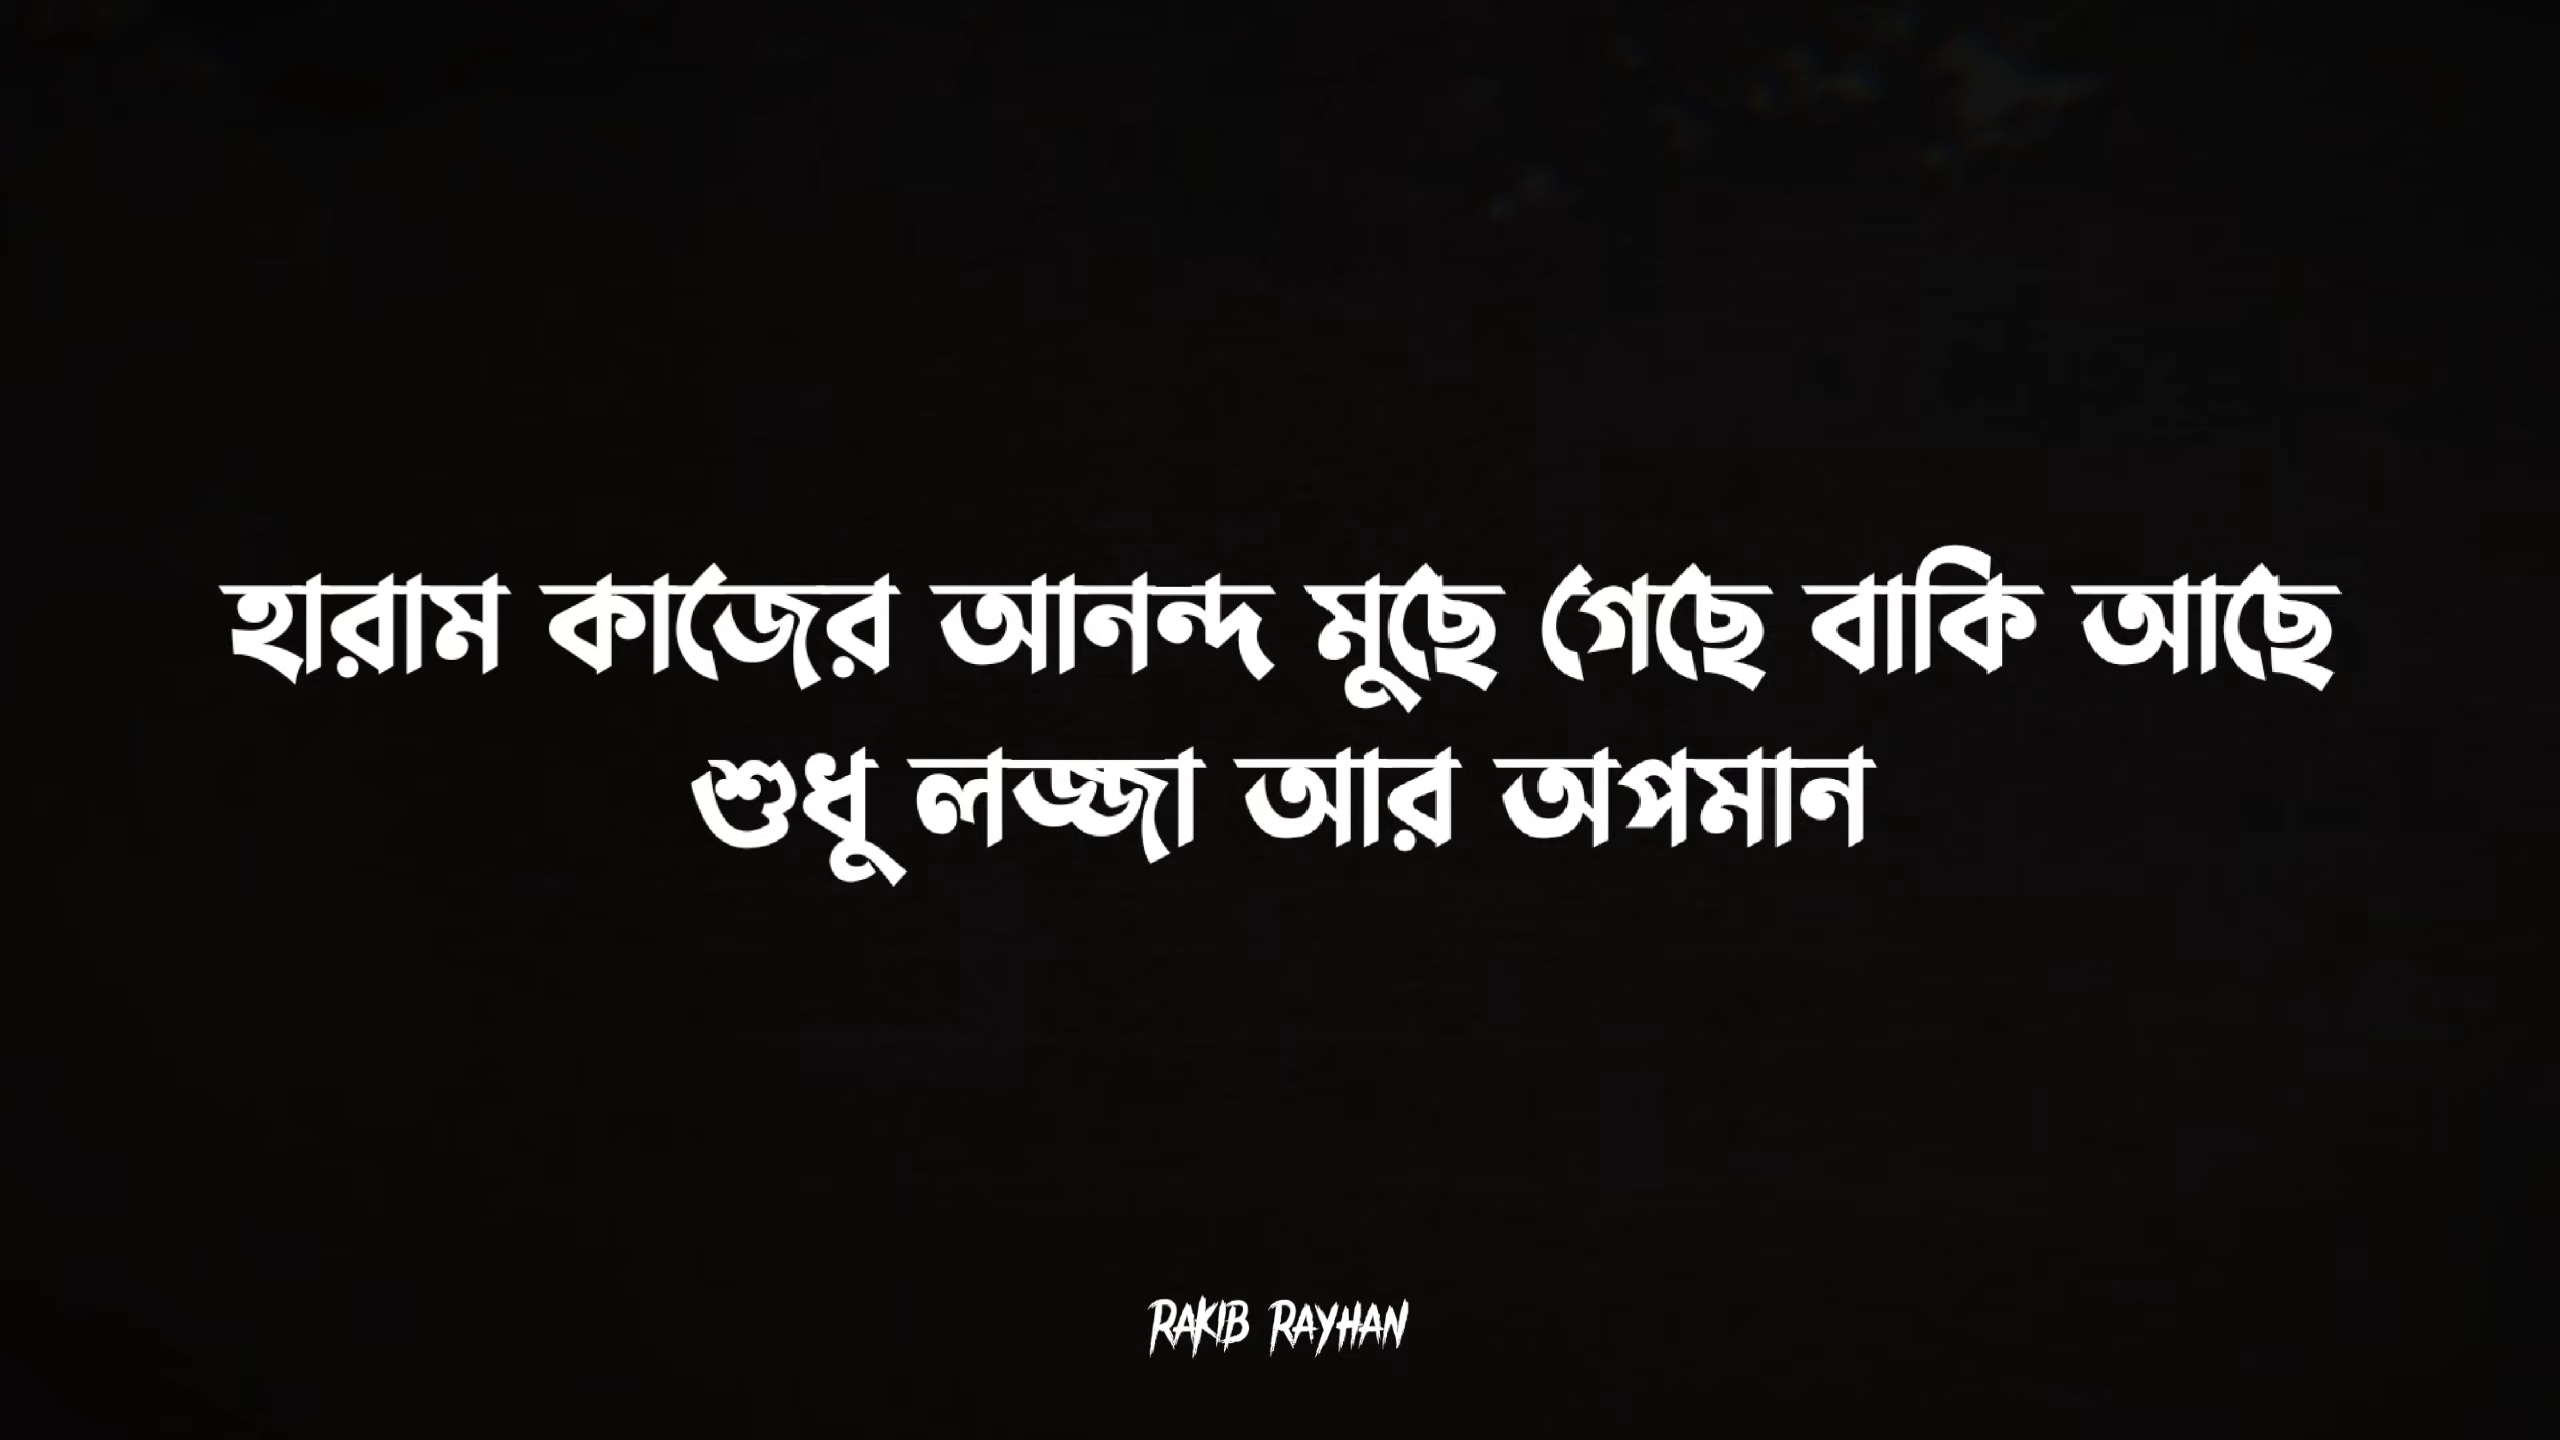 হারাম কাজের আনন্দ মুছে গেছে বাকি আছে
শুধু লজ্জা আর অপমান
RAKIB RAYHAN